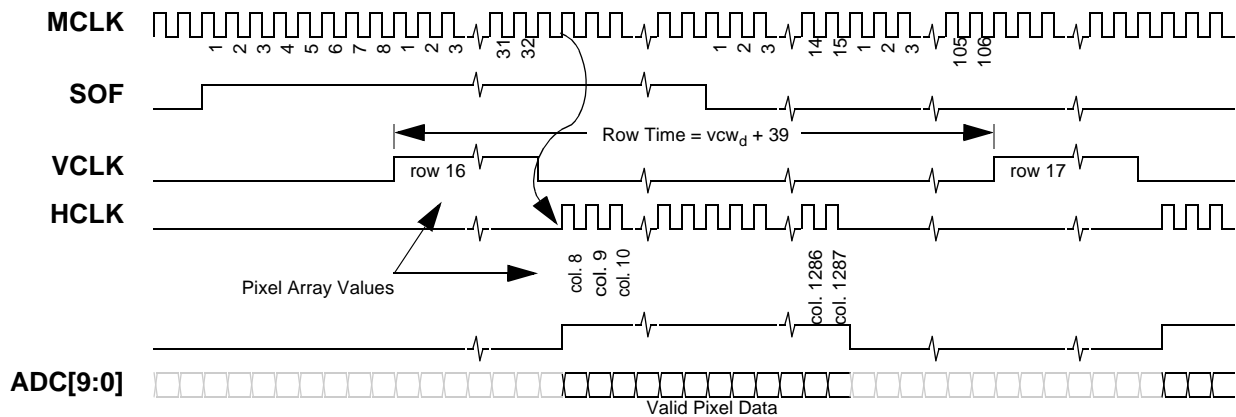 MCLK
1 2 3 4 5 6 7 8 1 2 3 31 32 1 2 3 14 15 1 2 3 105 106
SOF
Row Time = vcw_d + 39
VCLK
row 16
row 17
HCLK
col. 8 col. 9 col. 10 col. 1286 col. 1287
Pixel Array Values
ADC[9:0]
Valid Pixel Data